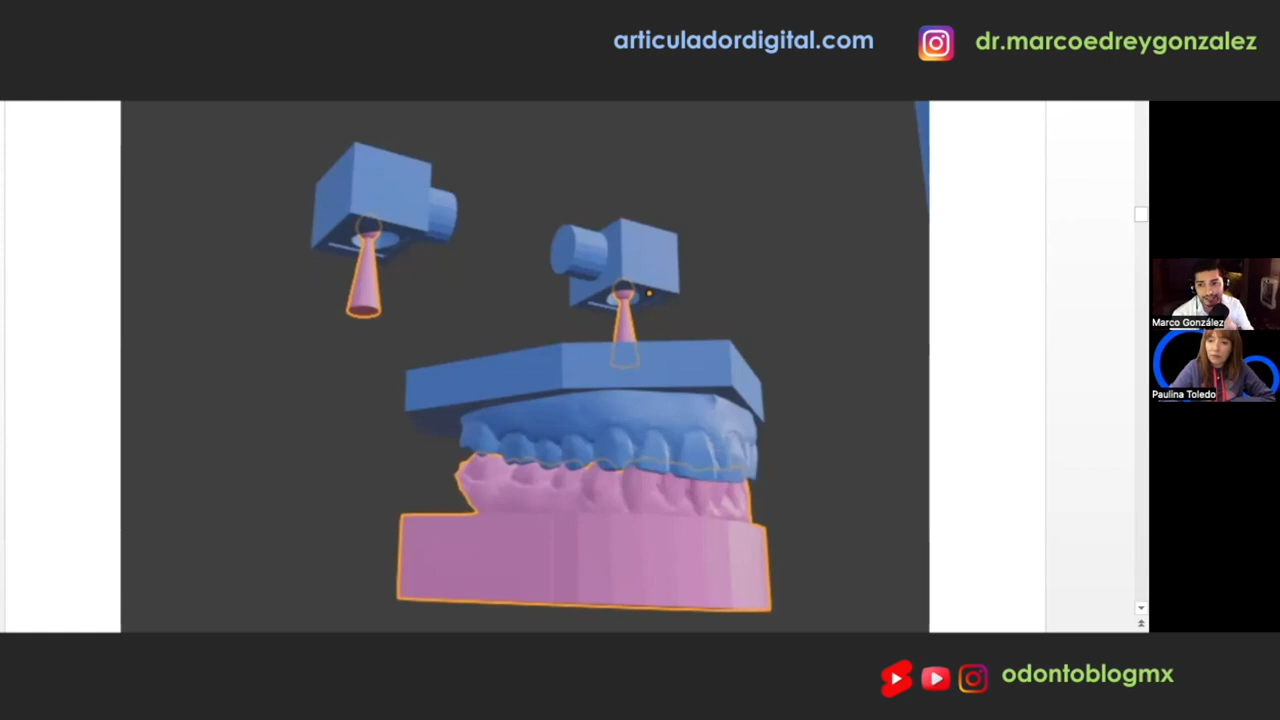 articuladordigital.com
dr.marcoedreygonzalez
Marco González
Paulina Toledo
odontoblogmx